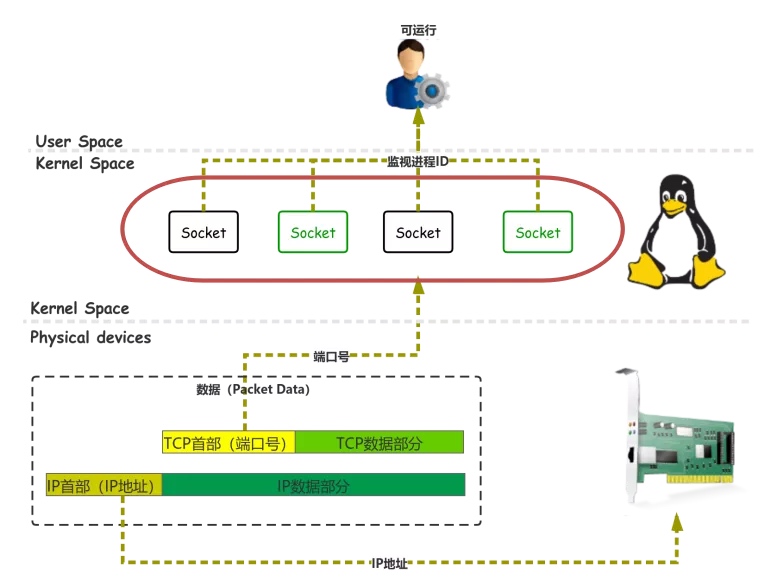 可运行
User Space
Kernel Space
监视进程ID
Socket
Socket
Socket
Socket
Kernel Space
Physical devices
端口号
数据（Packet Data）
TCP首部（端口号）
TCP数据部分
IP首部（IP地址）
IP数据部分
IP地址